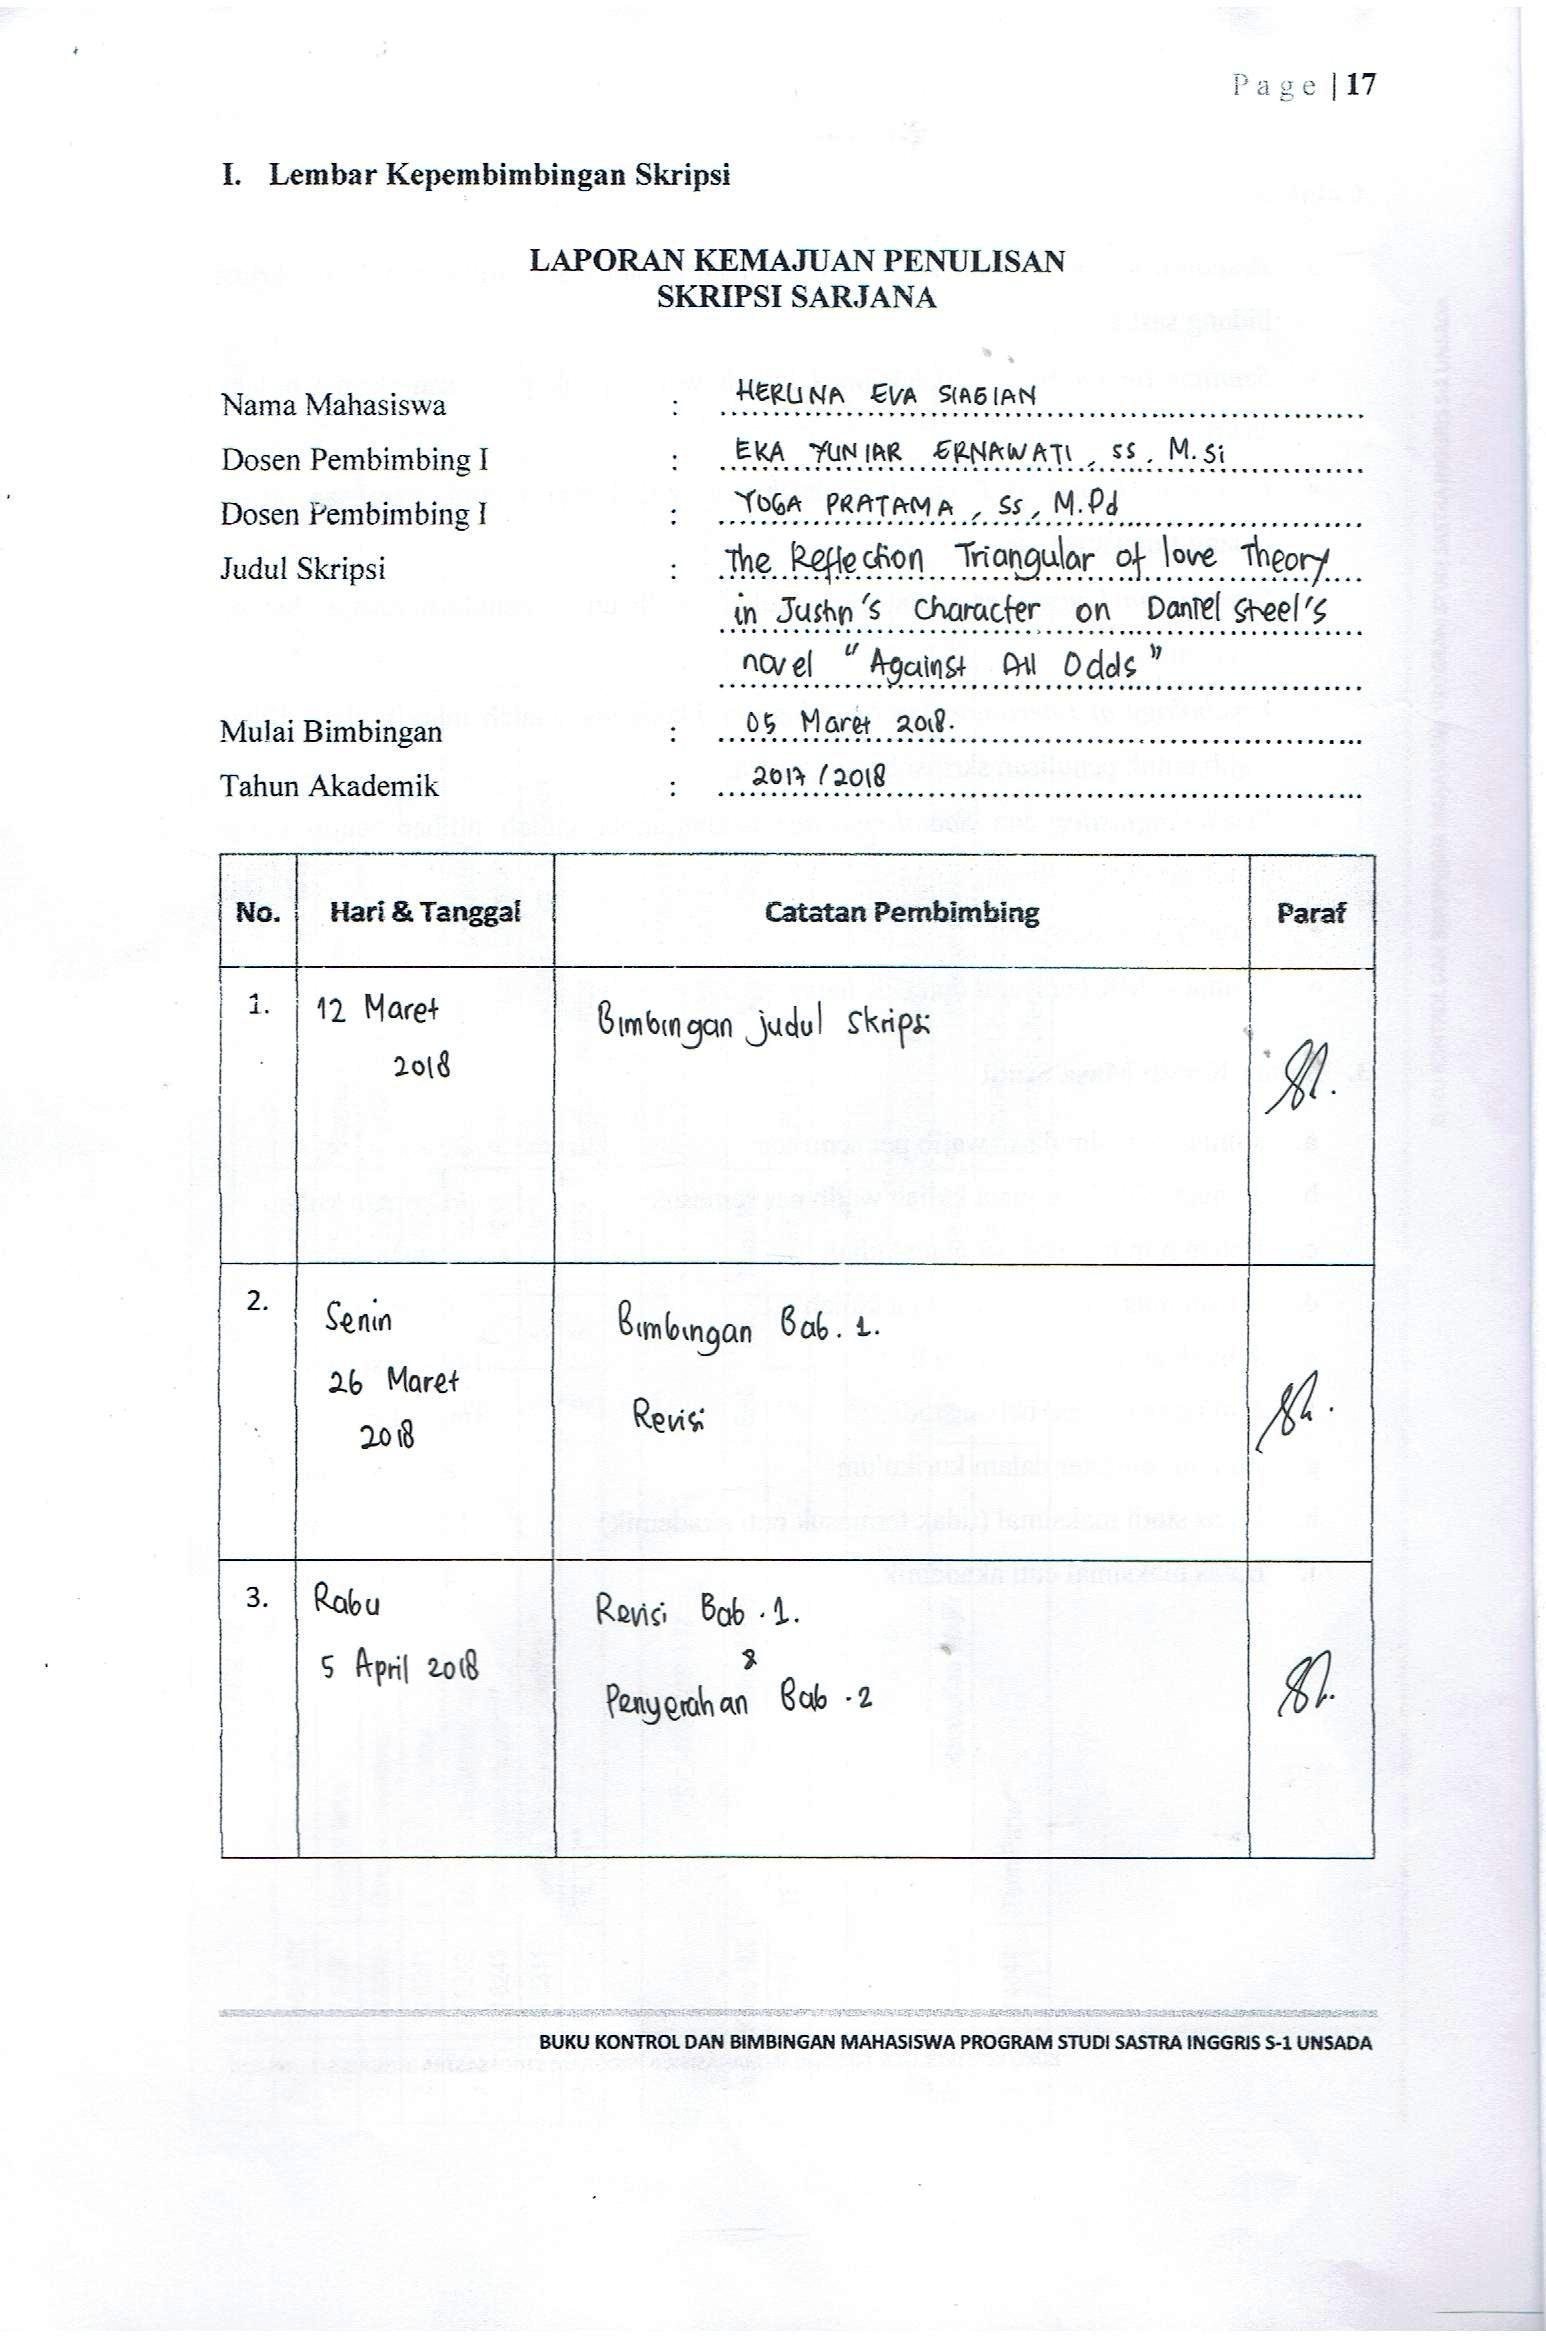 Page | 17
I. Lembar Kepembimbingan Skripsi
LAPORAN KEMAJUAN PENULISAN
SKRIPSI SARJANA
Nama Mahasiswa : HERLINA EVA SIAGIAN
Dosen Pembimbing I : EKA YUNIAR ERNAWATI, SS, M.Si
Dosen Pembimbing I : YOGA PRATAMA, SS, M.Pd
Judul Skripsi : The Reflection Triangular of love Theory
in Justin's Character on Daniel Steel's
novel "Against All Odds"
Mulai Bimbingan : 05 Maret 2018.
Tahun Akademik : 2017/2018
No. Hari & Tanggal Catatan Pembimbing Paraf
1. 12 Maret Bimbingan judul skripsi
2018
2. Senin Bimbingan Bab. 1.
26 Maret Revisi
2018
3. Rabu Revisi Bab. 1.
&
5 April 2018 Penyerahan Bab. 2
BUKU KONTROL DAN BIMBINGAN MAHASISWA PROGRAM STUDI SASTRA INGGRIS S-1 UNSADA